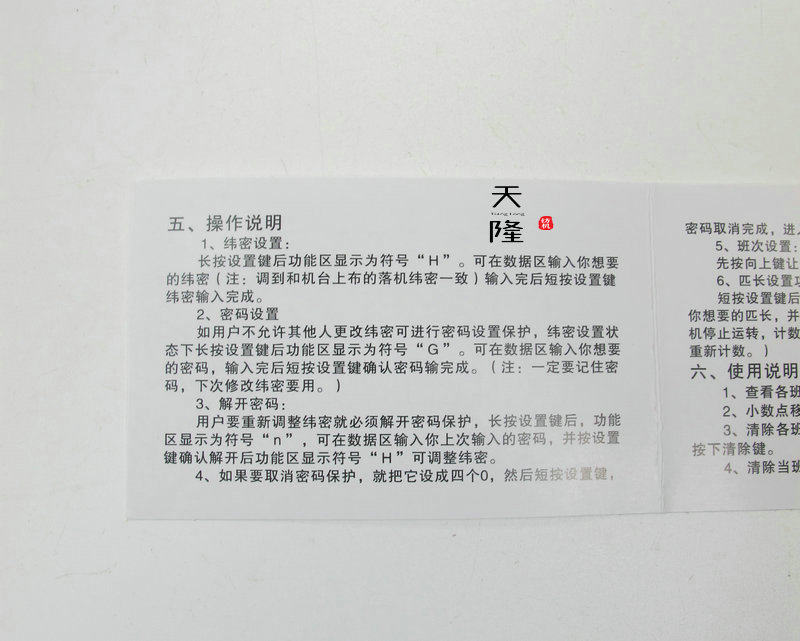 天隆
TiangLong
纺机
五、操作说明
1、纬密设置：
长按设置键后功能区显示为符号“H”。可在数据区输入你想要
的纬密（注：调到和机台上布的落机纬密一致）输入完后短按设置键
纬密输入完成。
2、密码设置
如用户不允许其他人更改纬密可进行密码设置保护，纬密设置状
态下长按设置键后功能区显示为符号“G”。可在数据区输入你想要
的密码，输入完后短按设置键确认密码输完成。（注：一定要记住密
码，下次修改纬密要用。）
3、解开密码：
用户要重新调整纬密就必须解开密码保护，长按设置键后，功能
区显示为符号“n”，可在数据区输入你上次输入的密码，并按设置
键确认解开后功能区显示符号“H”可调整纬密。
4、如果要取消密码保护，就把它设成四个0，然后短按设置键，
密码取消完成，进
5、班次设置：
先按向上键让
6、匹长设置
短按设置键后
你想要的匹长，并
机停止运转，计数
重新计数。）
六、使用说明
1、查看各班
2、小数点移
3、清除各班
按下清除键。
4、清除当班